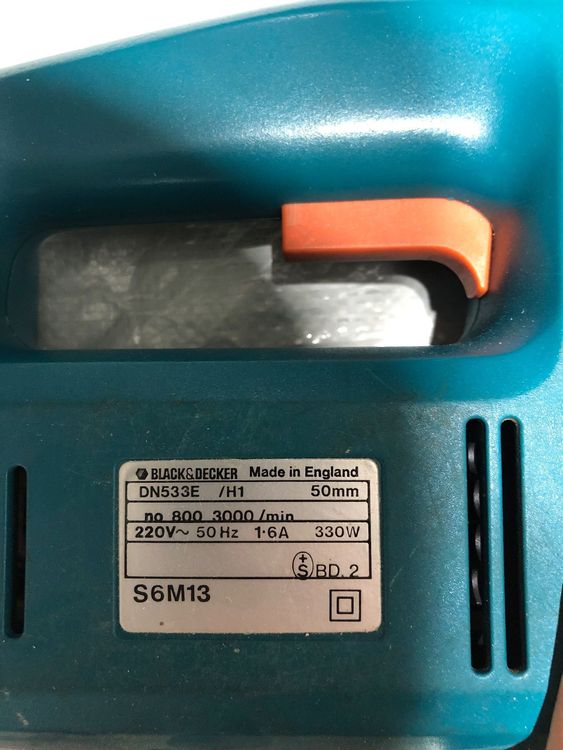 BLACK&DECKER Made in England
DN533E /H1 50mm
no 800 3000/min
220V~ 50Hz 1·6A 330W
+S BD. 2
S6M13